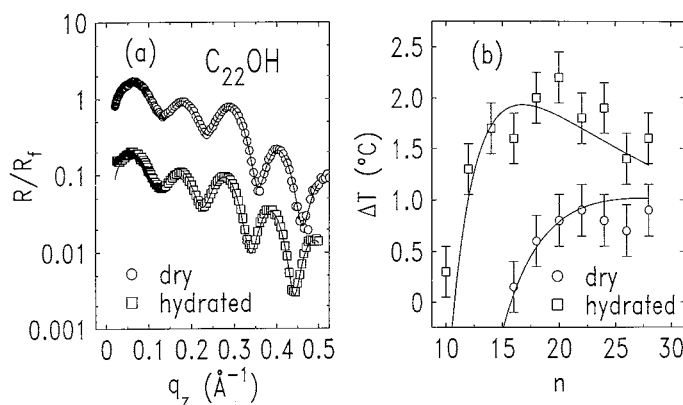 (a)
C₂₂OH
10
1
0.1
0.01
0.001
R/R_f
○ dry
□ hydrated
0 0.1 0.2 0.3 0.4 0.5
q_z (Å⁻¹)
(b)
2.5
2.0
1.5
1.0
0.5
0
ΔT (°C)
○ dry
□ hydrated
10 15 20 25 30
n